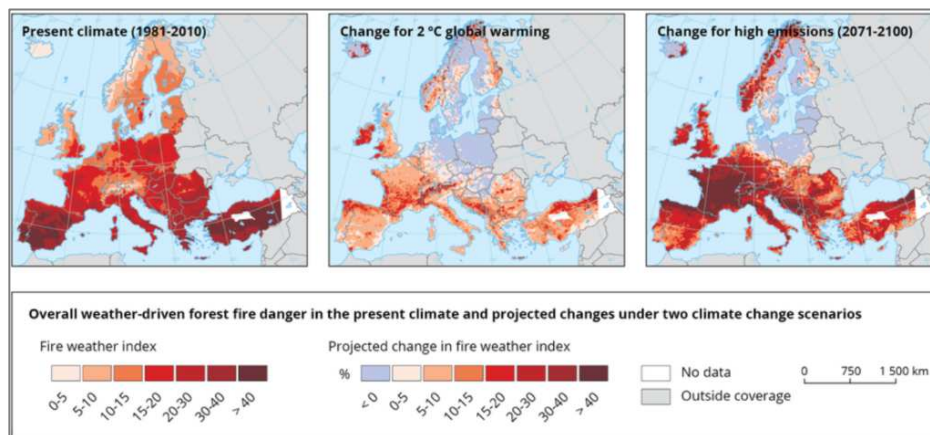 Present climate (1981-2010)
Change for 2 °C global warming
Change for high emissions (2071-2100)
Overall weather-driven forest fire danger in the present climate and projected changes under two climate change scenarios
Fire weather index
0-5
5-10
10-15
15-20
20-30
30-40
> 40
Projected change in fire weather index
%
< 0
0-5
5-10
10-15
15-20
20-30
30-40
> 40
No data
Outside coverage
0 750 1 500 km